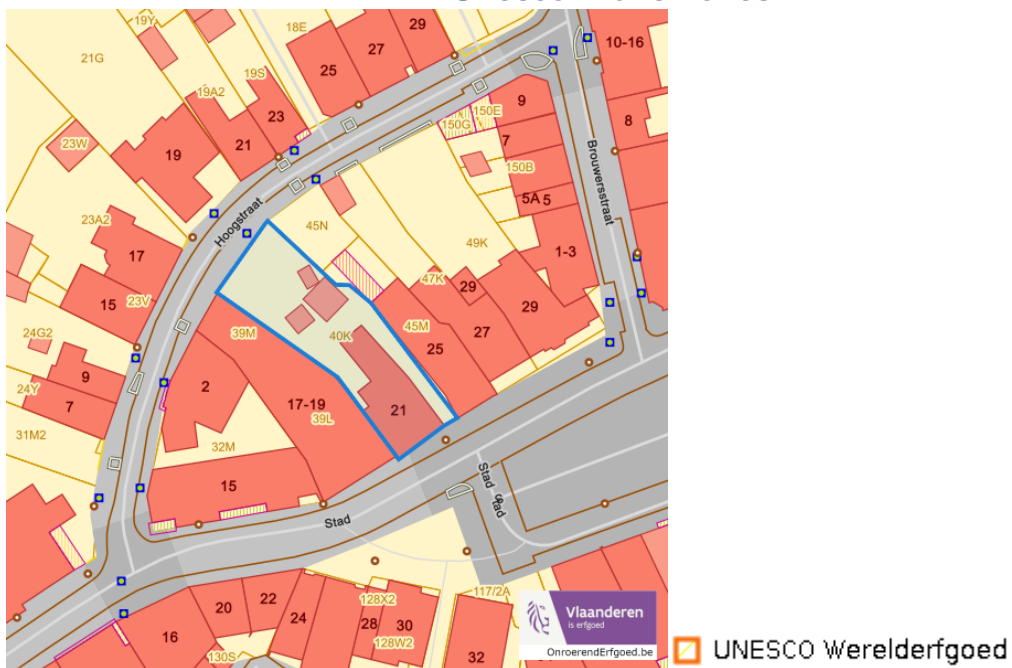 19Y
18E
29
27
25
10-16
21G
19S
19A2
23
21
19
23W
150E
150G
9
7
8
150B
5A 5
Brouwersstraat
Hoogstraat
23A2
45N
49K
17
1-3
15
23V
47K
29
29
24G2
39M
40K
45M
27
25
9
7
24Y
2
17-19
39L
21
31M2
32M
15
Stad
Stad
Stad
117/2A
128X2
20
22
24
28
30
128W2
16
130S
32
Vlaanderen
is erfgoed
OnroerendErfgoed.be
UNESCO Werelderfgoed